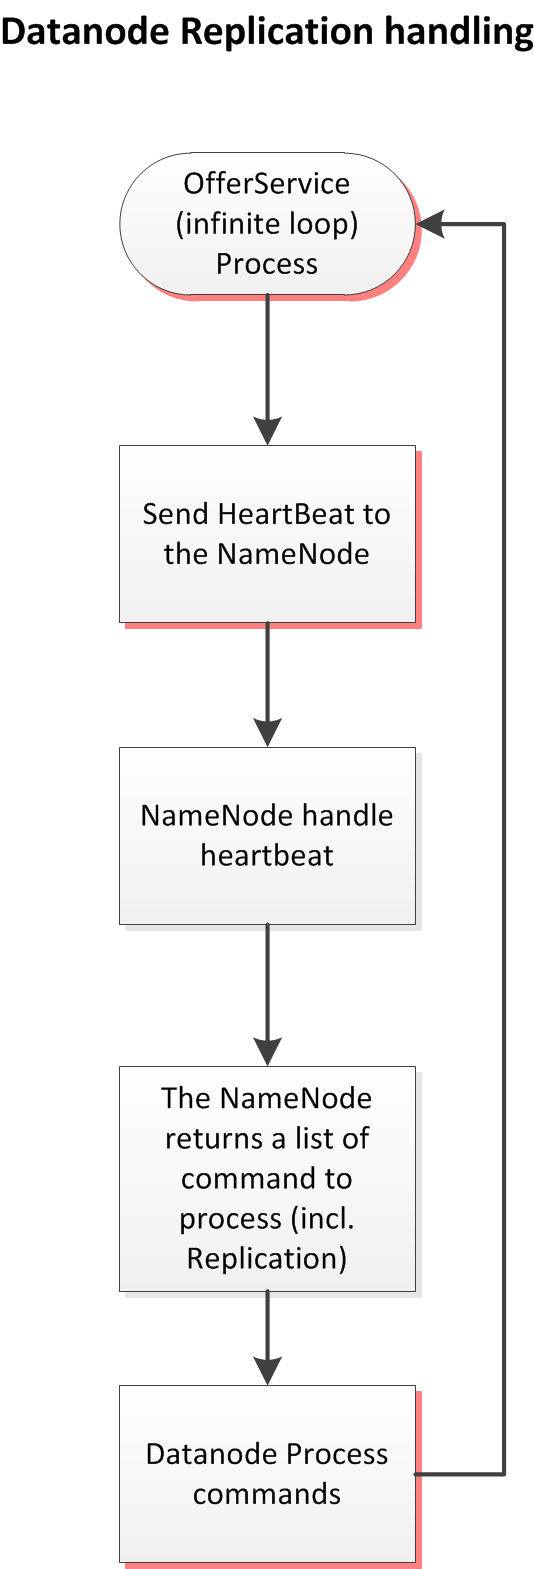 Datanode Replication handling
OfferService
(infinite loop)
Process
Send HeartBeat to
the NameNode
NameNode handle
heartbeat
The NameNode
returns a list of
command to
process (incl.
Replication)
Datanode Process
commands